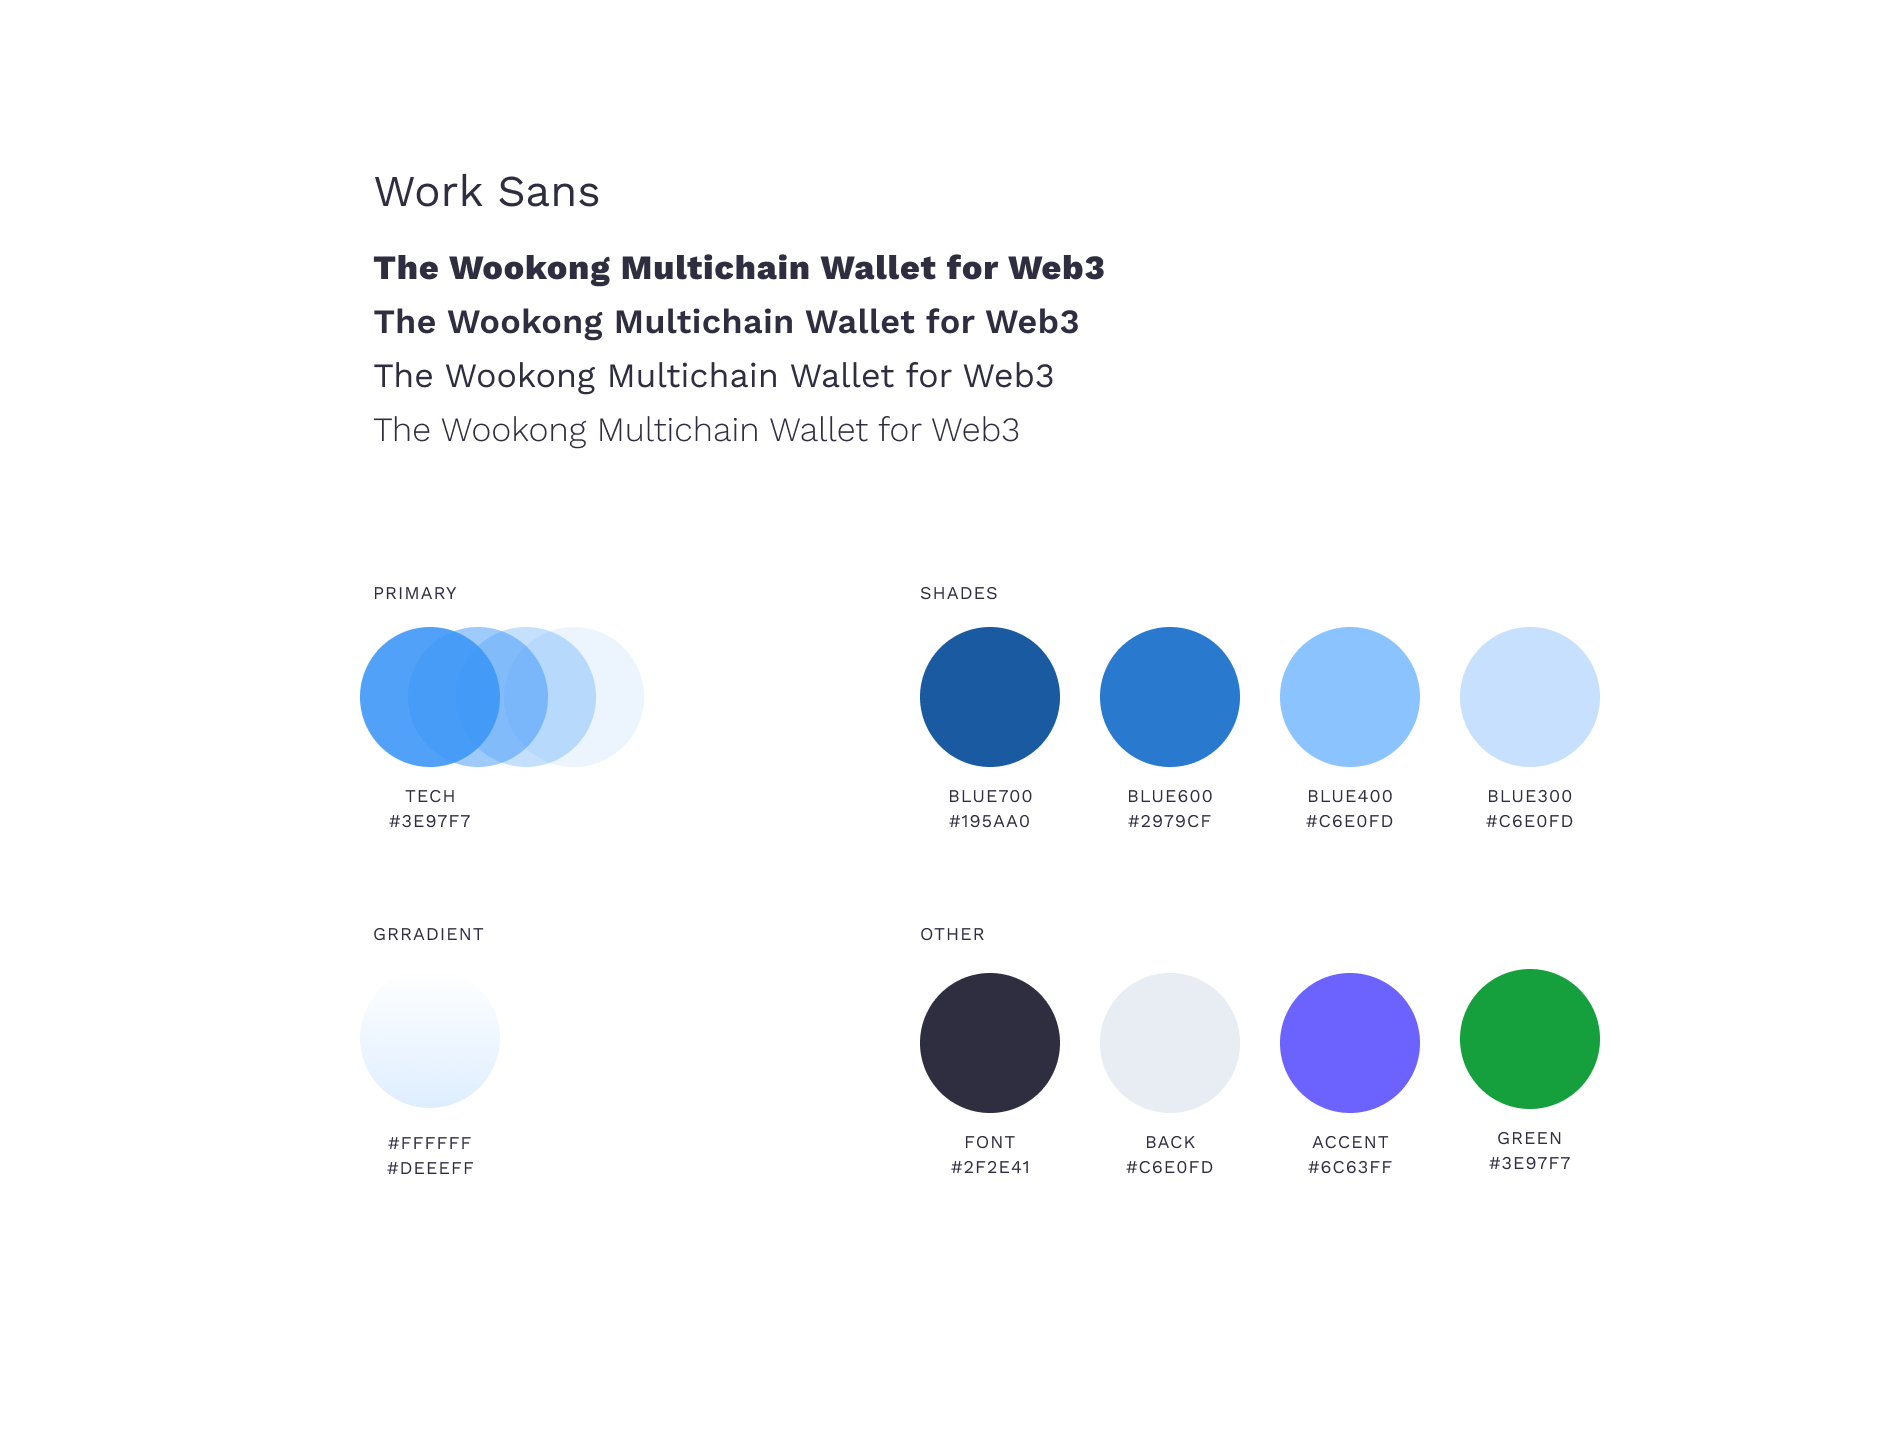 Work Sans
The Wookong Multichain Wallet for Web3
The Wookong Multichain Wallet for Web3
The Wookong Multichain Wallet for Web3
The Wookong Multichain Wallet for Web3
PRIMARY
TECH
#3E97F7
SHADES
BLUE700
#195AA0
BLUE600
#2979CF
BLUE400
#C6E0FD
BLUE300
#C6E0FD
GRRADIENT
#FFFFFF
#DEEEFF
OTHER
FONT
#2F2E41
BACK
#C6E0FD
ACCENT
#6C63FF
GREEN
#3E97F7